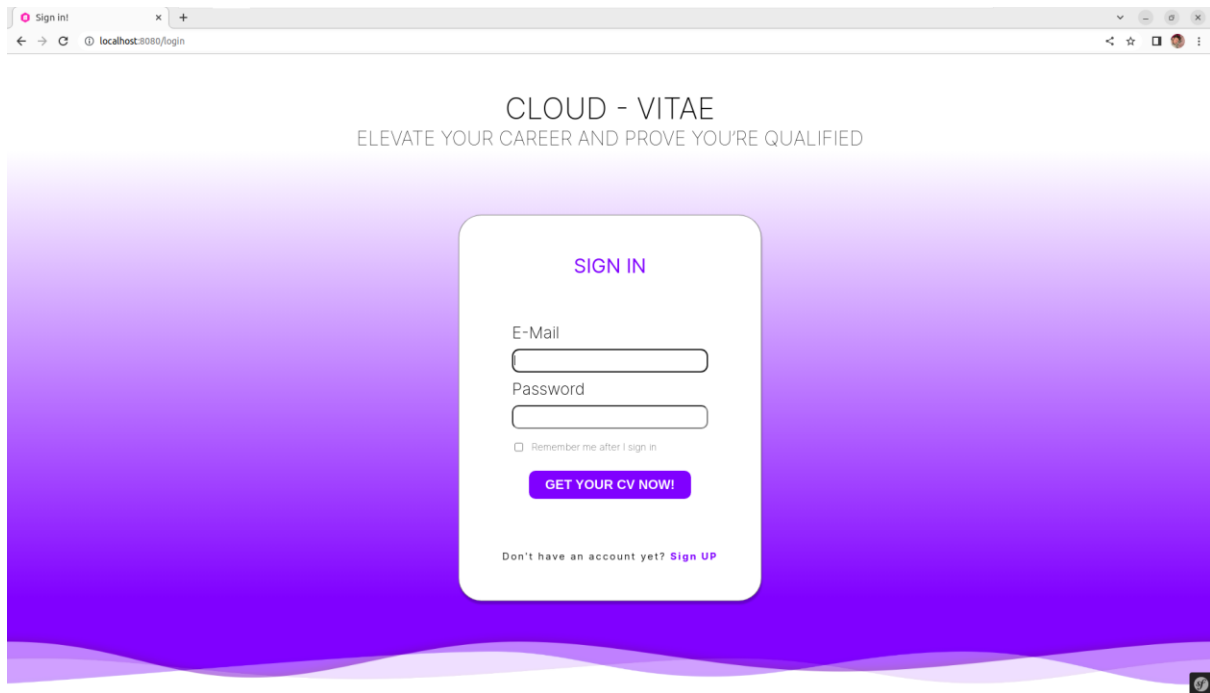 Sign in!
localhost:8080/login
CLOUD - VITAE
ELEVATE YOUR CAREER AND PROVE YOU'RE QUALIFIED
SIGN IN
E-Mail
Password
Remember me after I sign in
GET YOUR CV NOW!
Don't have an account yet? Sign UP
sf